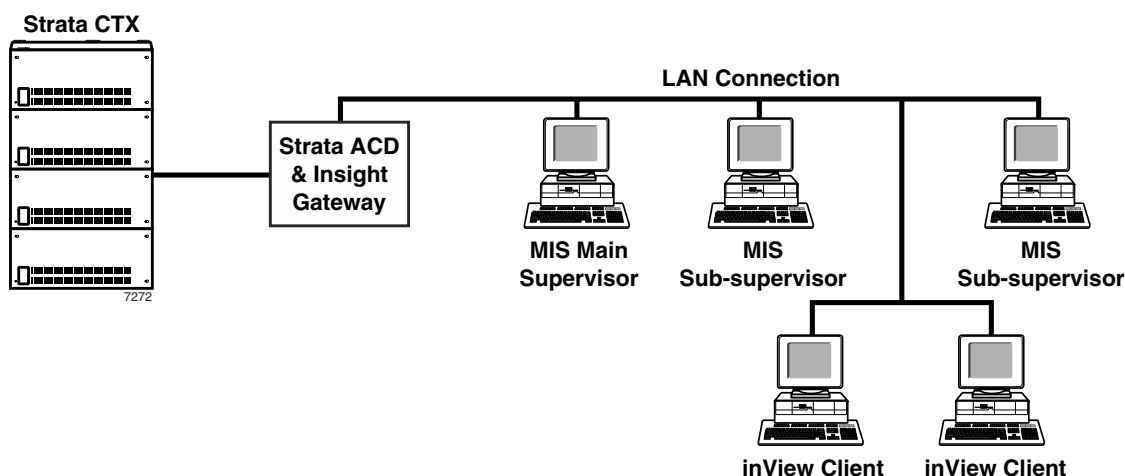 Strata CTX
7272
Strata ACD
& Insight
Gateway
LAN Connection
MIS Main
Supervisor
MIS
Sub-supervisor
MIS
Sub-supervisor
inView Client
inView Client